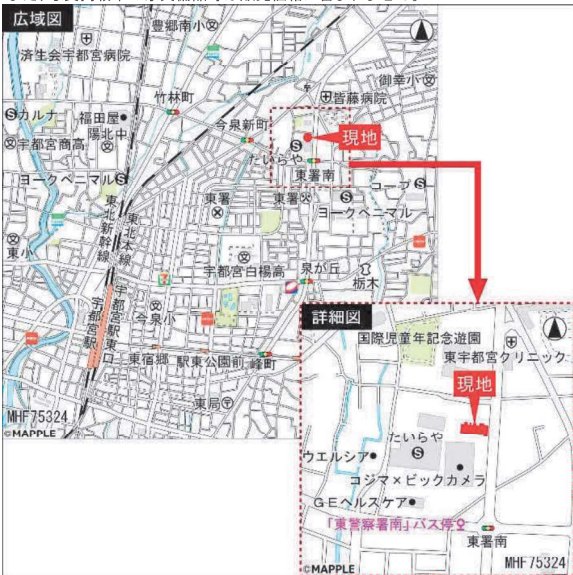 広域図
豊郷南小
済生会宇都宮病院
竹林町
御幸小
皆藤病院
カルナ
福田屋
陽北中
宇都宮商高
今泉新町
現地
たいらや
東署南
ヨークベニマル
東署
東署
コープ
ヨークベニマル
東北新幹線
東北本線
東小
宇都宮白楊高
泉が丘
栃木
今泉小
宇都宮駅東口
宇都宮駅
東宿郷
駅東公園前
峰町
東局
MHF75324
©MAPPLE
詳細図
国際児童年記念遊園
東宇都宮クリニック
現地
たいらや
ウエルシア
コジマ×ビックカメラ
GEヘルスケア
「東警察署南」バス停
東署南
MHF75324
©MAPPLE